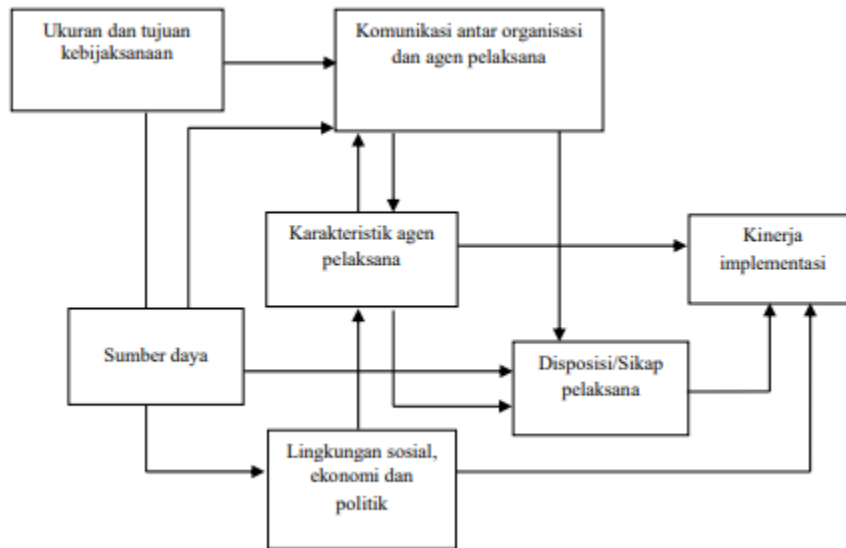 Ukuran dan tujuan
kebijaksanaan
Komunikasi antar organisasi
dan agen pelaksana
Karakteristik agen
pelaksana
Kinerja
implementasi
Sumber daya
Disposisi/Sikap
pelaksana
Lingkungan sosial,
ekonomi dan
politik